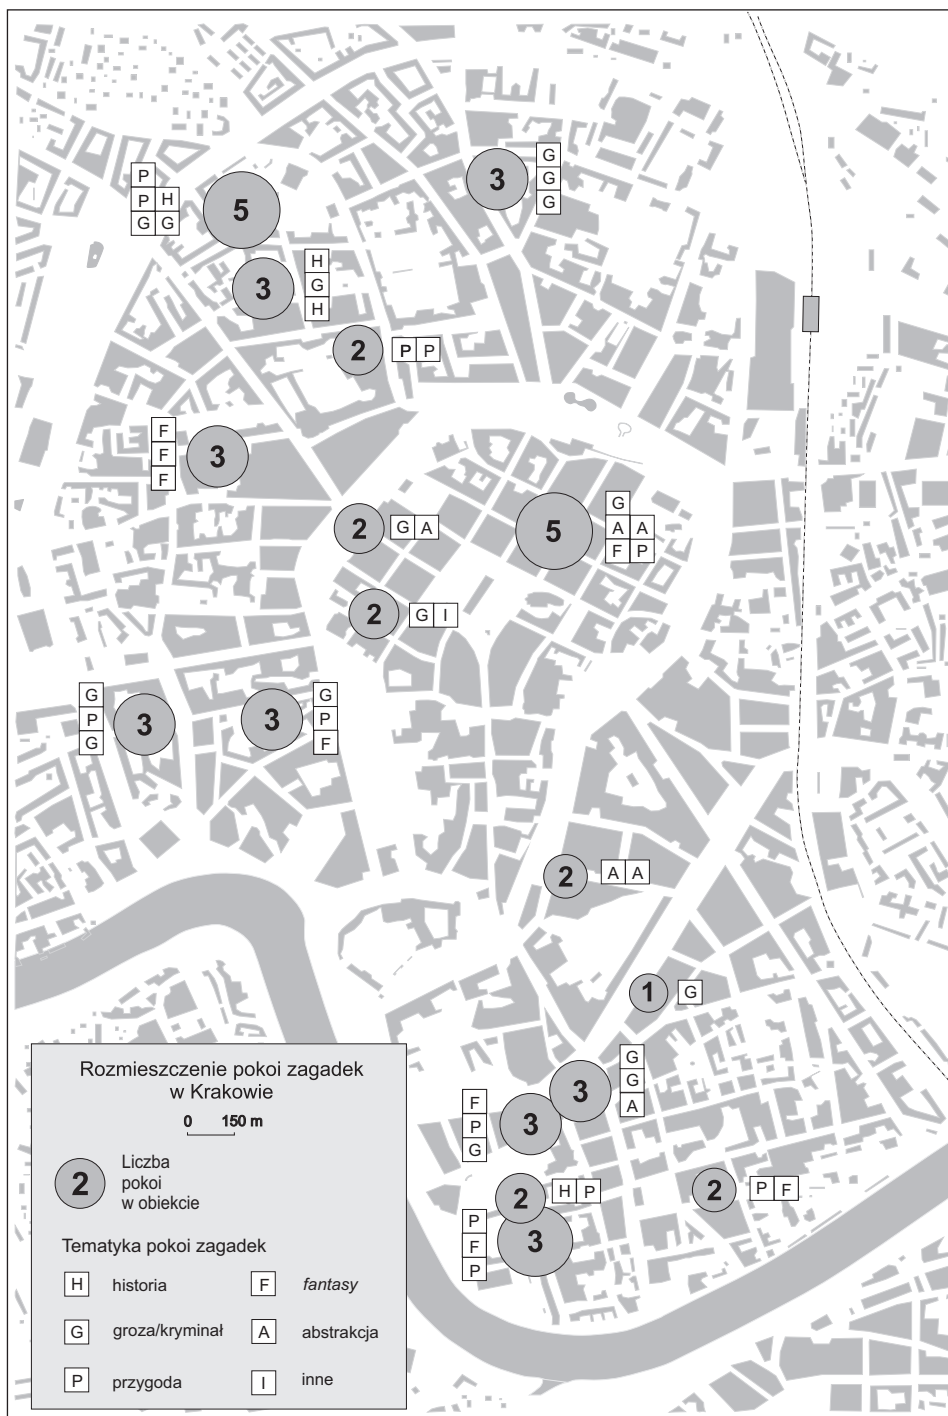 G
P
G
3
G
P H
5
G
G G
H
3
G
H
2
P P
F
F
3
F
G
2
G A
5
A A
F P
2
G I
G
G
P
3
3
P
G
F
2
A A
1
G
G
G
3
A
F
P
3
G
2
H P
2
P F
P
F
3
P
Rozmieszczenie pokoi zagadek
w Krakowie
0 150 m
2
Liczba
pokoi
w obiekcie
Tematyka pokoi zagadek
H historia
F fantasy
G groza/kryminał
A abstrakcja
P przygoda
I inne